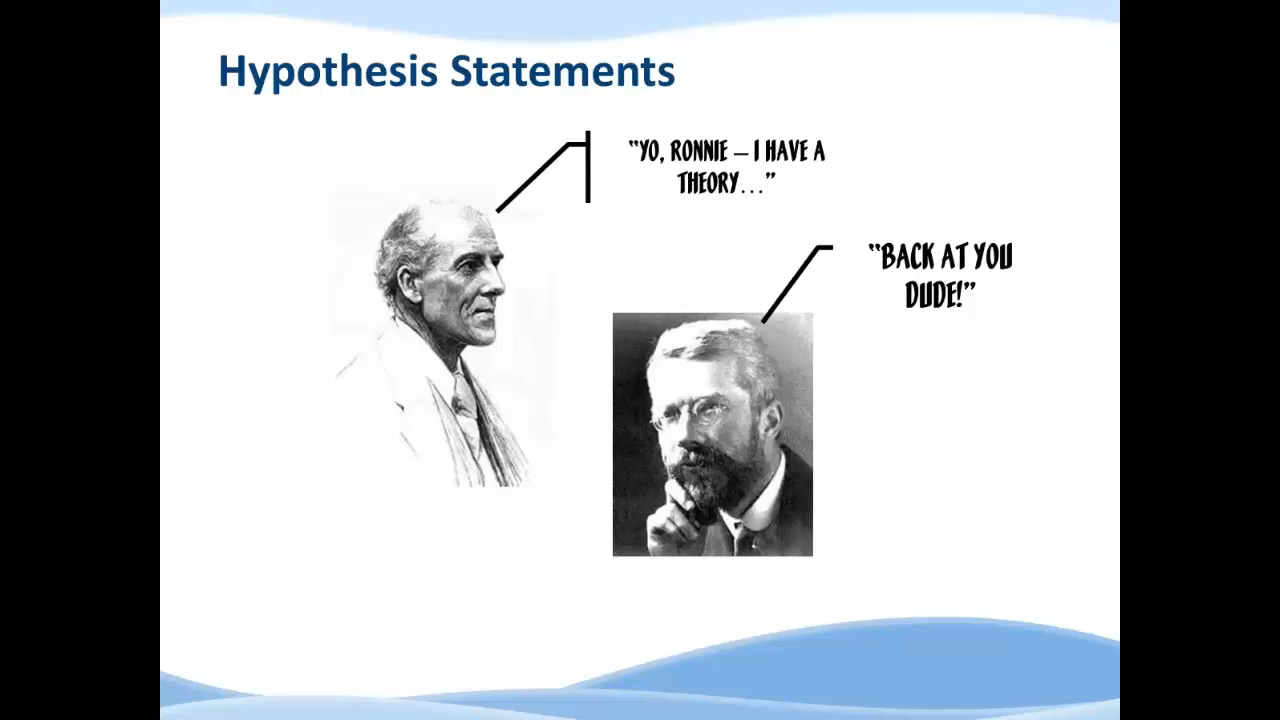 Hypothesis Statements
“YO, RONNIE – I HAVE A
THEORY...”
“BACK AT YOU
DUDE!”